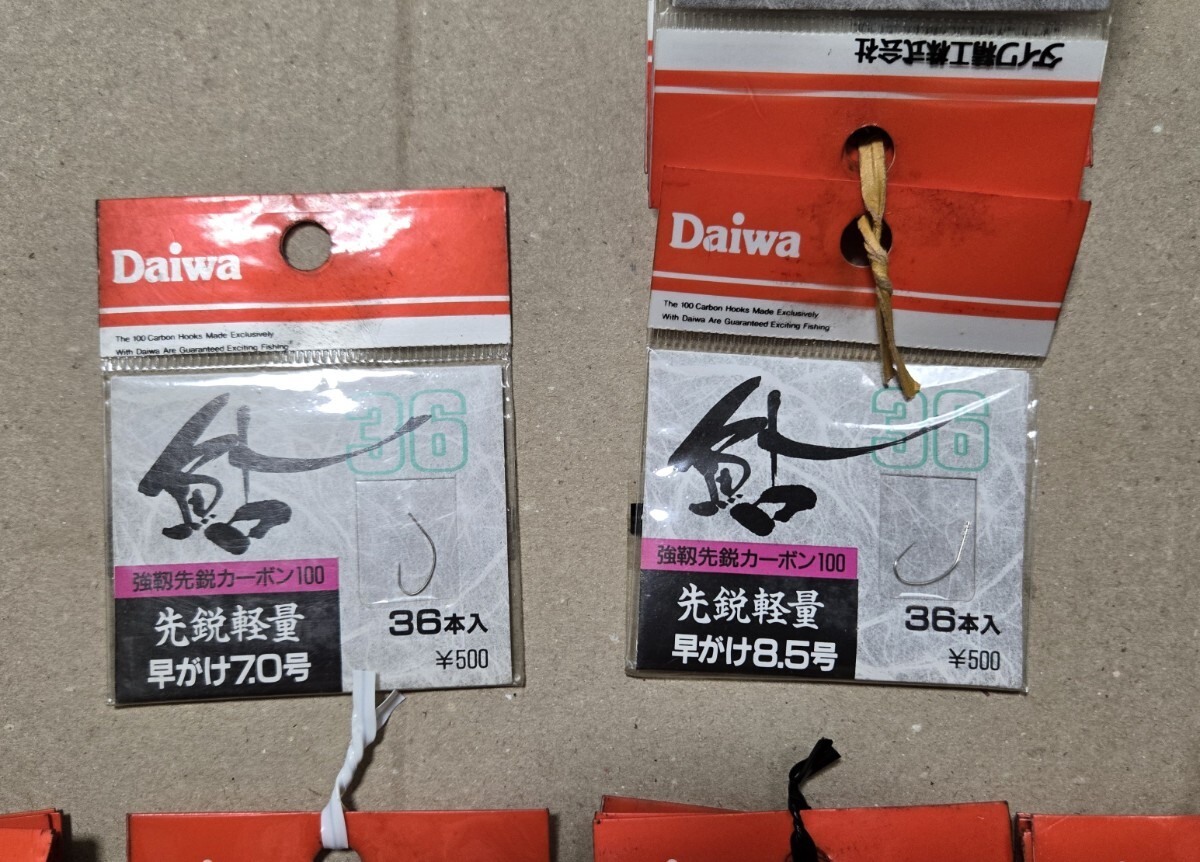 ダイワ精工株式会社
Daiwa
The 100 Carbon Hooks Made Exclusively
With Daiwa Are Guaranteed Exciting Fishing
鮎
36
強靱先鋭カーボン100
先鋭軽量
早がけ7.0号
36本入
¥500
Daiwa
The 100 Carbon Hooks Made Exclusively
With Daiwa Are Guaranteed Exciting Fishing
鮎
36
強靱先鋭カーボン100
先鋭軽量
早がけ8.5号
36本入
¥500